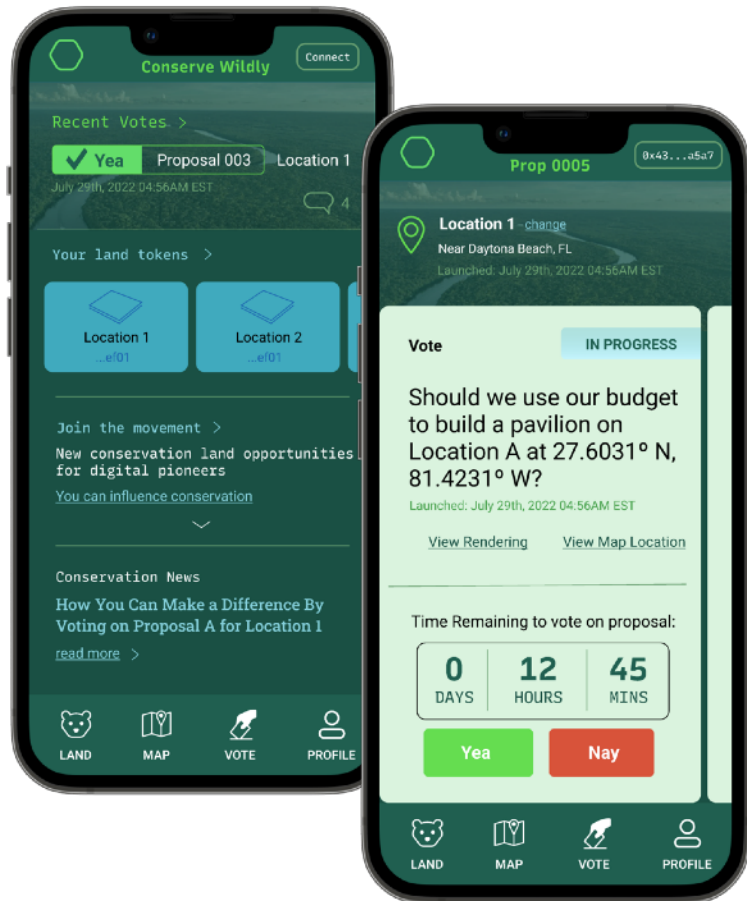 Conserve Wildly
Connect
Recent Votes >
Yea
Proposal 003
Location 1
July 29th, 2022 04:56AM EST
4
Your land tokens >
Location 1
...ef01
Location 2
...ef01
Join the movement >
New conservation land opportunities
for digital pioneers
You can influence conservation
Conservation News
How You Can Make a Difference By
Voting on Proposal A for Location 1
read more >
LAND
MAP
VOTE
PROFILE
Prop 0005
0x43...a5a7
Location 1 - change
Near Daytona Beach, FL
Launched: July 29th, 2022 04:56AM EST
Vote
IN PROGRESS
Should we use our budget
to build a pavilion on
Location A at 27.6031º N,
81.4231º W?
Launched: July 29th, 2022 04:56AM EST
View Rendering
View Map Location
Time Remaining to vote on proposal:
0
12
45
DAYS
HOURS
MINS
Yea
Nay
LAND
MAP
VOTE
PROFILE